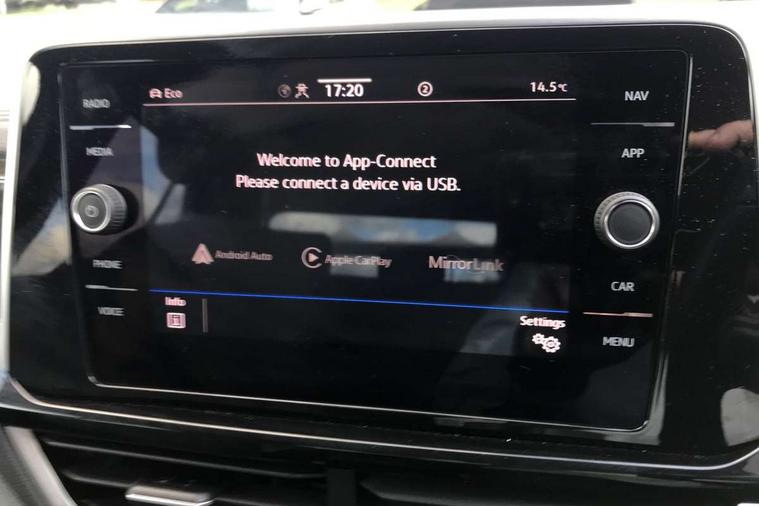 RADIO
MEDIA
PHONE
VOICE
Eco
17:20
2
14.5°C
Welcome to App-Connect
Please connect a device via USB.
Android Auto
Apple CarPlay
MirrorLink
Info
Settings
NAV
APP
CAR
MENU